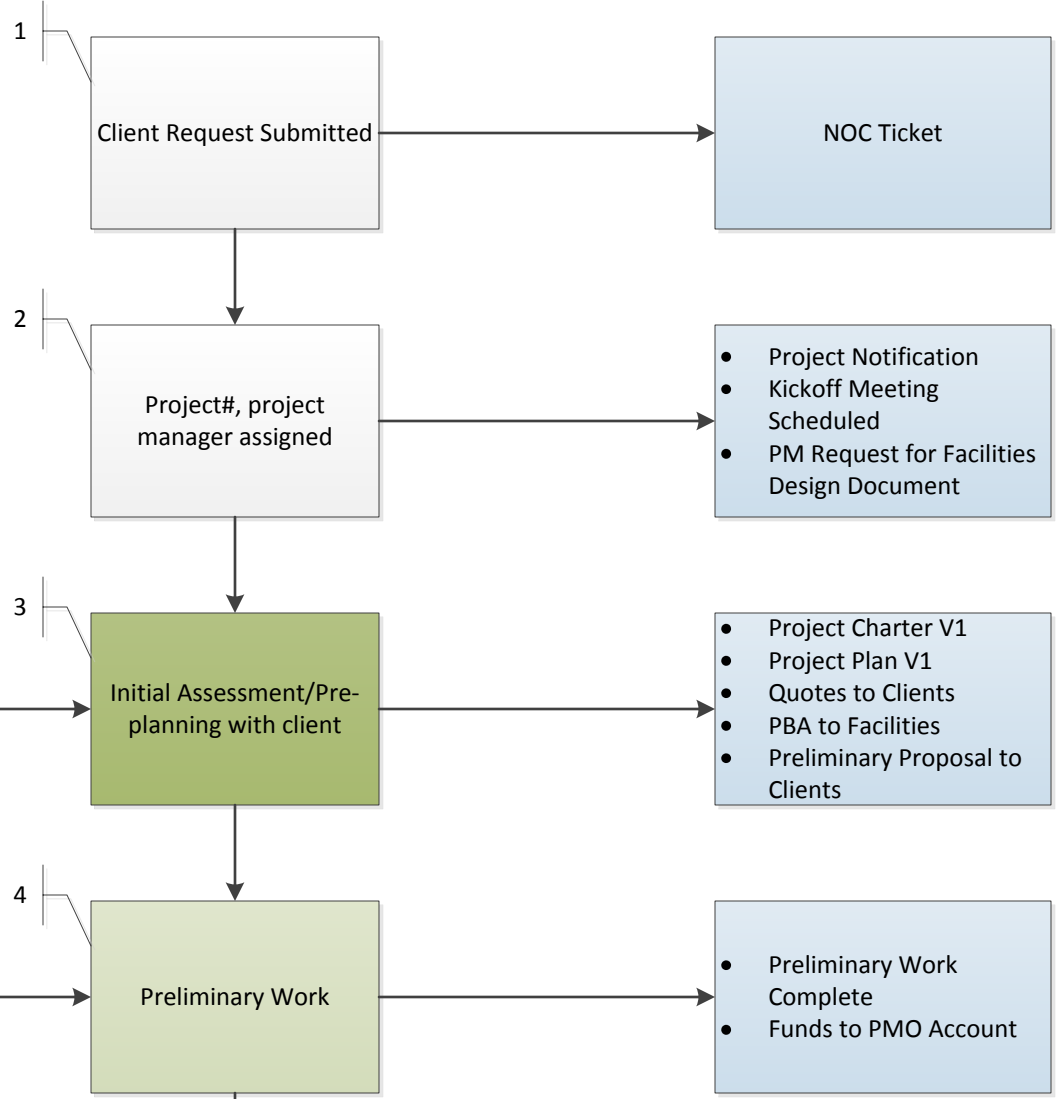 1
Client Request Submitted
NOC Ticket
2
Project#, project
manager assigned
• Project Notification
• Kickoff Meeting
Scheduled
• PM Request for Facilities
Design Document
3
Initial Assessment/Pre-
planning with client
• Project Charter V1
• Project Plan V1
• Quotes to Clients
• PBA to Facilities
• Preliminary Proposal to
Clients
4
Preliminary Work
• Preliminary Work
Complete
• Funds to PMO Account